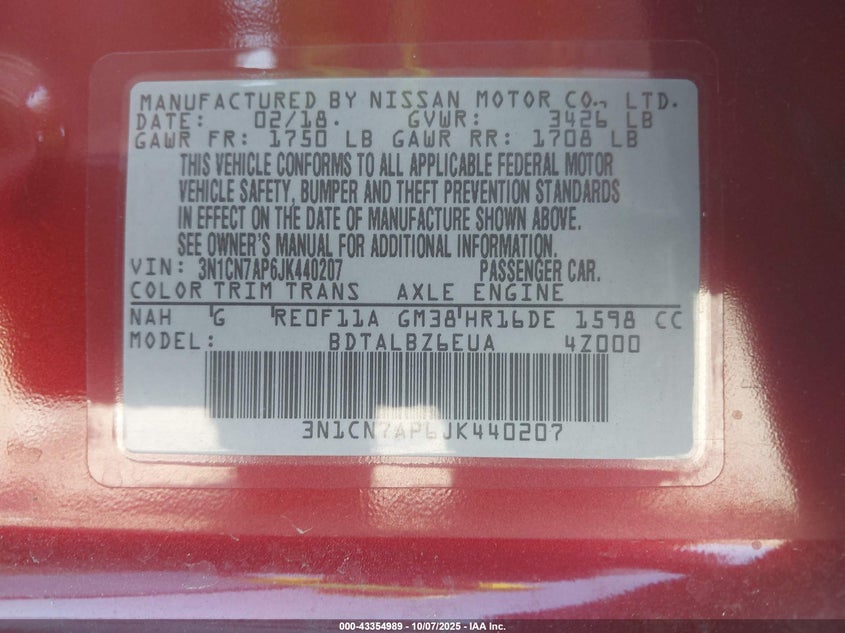 MANUFACTURED BY NISSAN MOTOR CO., LTD.
DATE: 02/18. GVWR: 3426 LB
GAWR FR: 1750 LB GAWR RR: 1708 LB
THIS VEHICLE CONFORMS TO ALL APPLICABLE FEDERAL MOTOR
VEHICLE SAFETY, BUMPER AND THEFT PREVENTION STANDARDS
IN EFFECT ON THE DATE OF MANUFACTURE SHOWN ABOVE.
SEE OWNER'S MANUAL FOR ADDITIONAL INFORMATION.
VIN: 3N1CN7AP6JK440207 PASSENGER CAR.
COLOR TRIM TRANS AXLE ENGINE
NAH G RE0F11A GM38 HR16DE 1598 CC
MODEL: BDTALBZ6EUA 4Z000
3N1CN7AP6JK440207
000-43354989 - 10/07/2025 - IAA Inc.